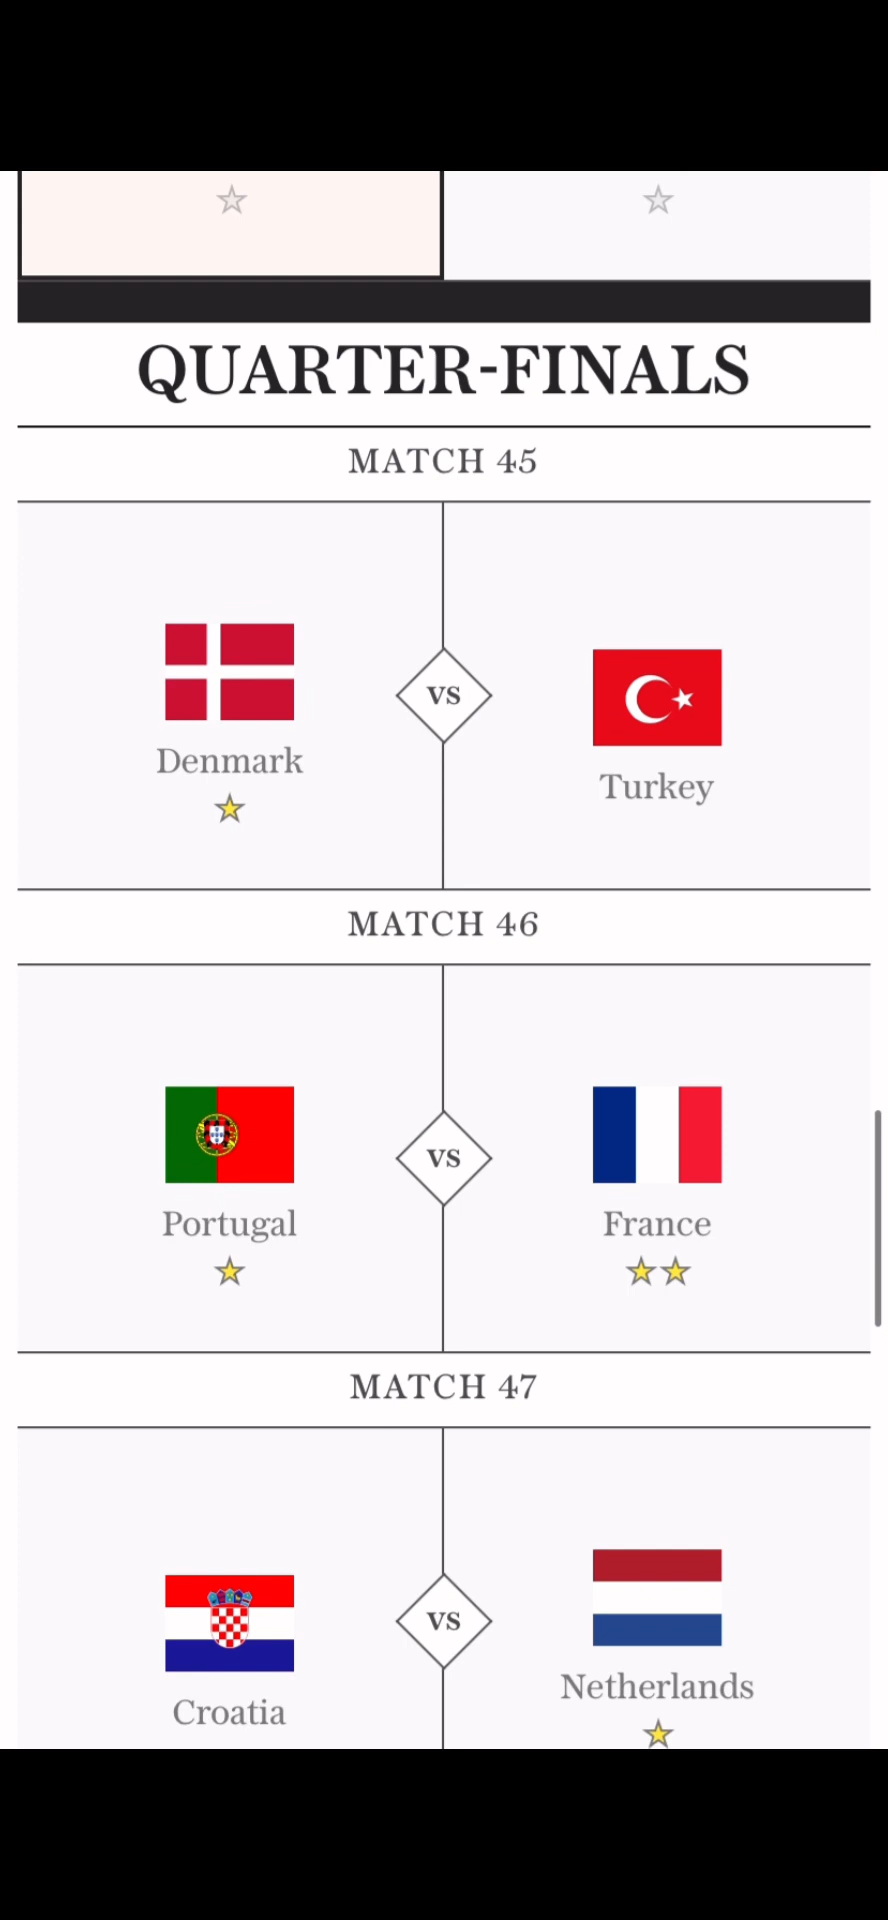 QUARTER-FINALS
MATCH 45
Denmark
VS
Turkey
MATCH 46
Portugal
VS
France
MATCH 47
Croatia
VS
Netherlands